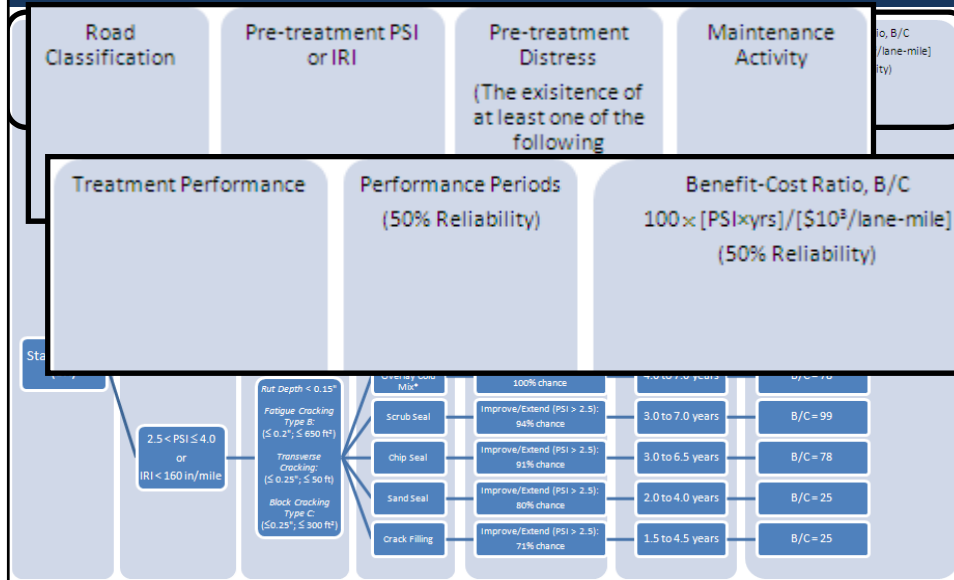 Road
Classification
Pre-treatment PSI
or IRI
Pre-treatment
Distress
(The exisitence of
at least one of the
following
Maintenance
Activity
B/C
/lane-mile]
Treatment Performance
Performance Periods
(50% Reliability)
Benefit-Cost Ratio, B/C
100 × [PSI×yrs]/[$10³/lane-mile]
(50% Reliability)
2.5 < PSI ≤ 4.0
or
IRI < 160 in/mile
Rut Depth < 0.15"
Fatigue Cracking
Type B:
(≤ 0.2"; ≤ 650 ft²)
Transverse
Cracking:
(≤ 0.25"; ≤ 50 ft)
Block Cracking
Type C:
(≤0.25"; ≤ 300 ft²)
Mix*
100% chance
Scrub Seal
Improve/Extend (PSI > 2.5):
94% chance
3.0 to 7.0 years
B/C = 99
Chip Seal
Improve/Extend (PSI > 2.5):
91% chance
3.0 to 6.5 years
B/C = 78
Sand Seal
Improve/Extend (PSI > 2.5):
80% chance
2.0 to 4.0 years
B/C = 25
Crack Filling
Improve/Extend (PSI > 2.5):
71% chance
1.5 to 4.5 years
B/C = 25